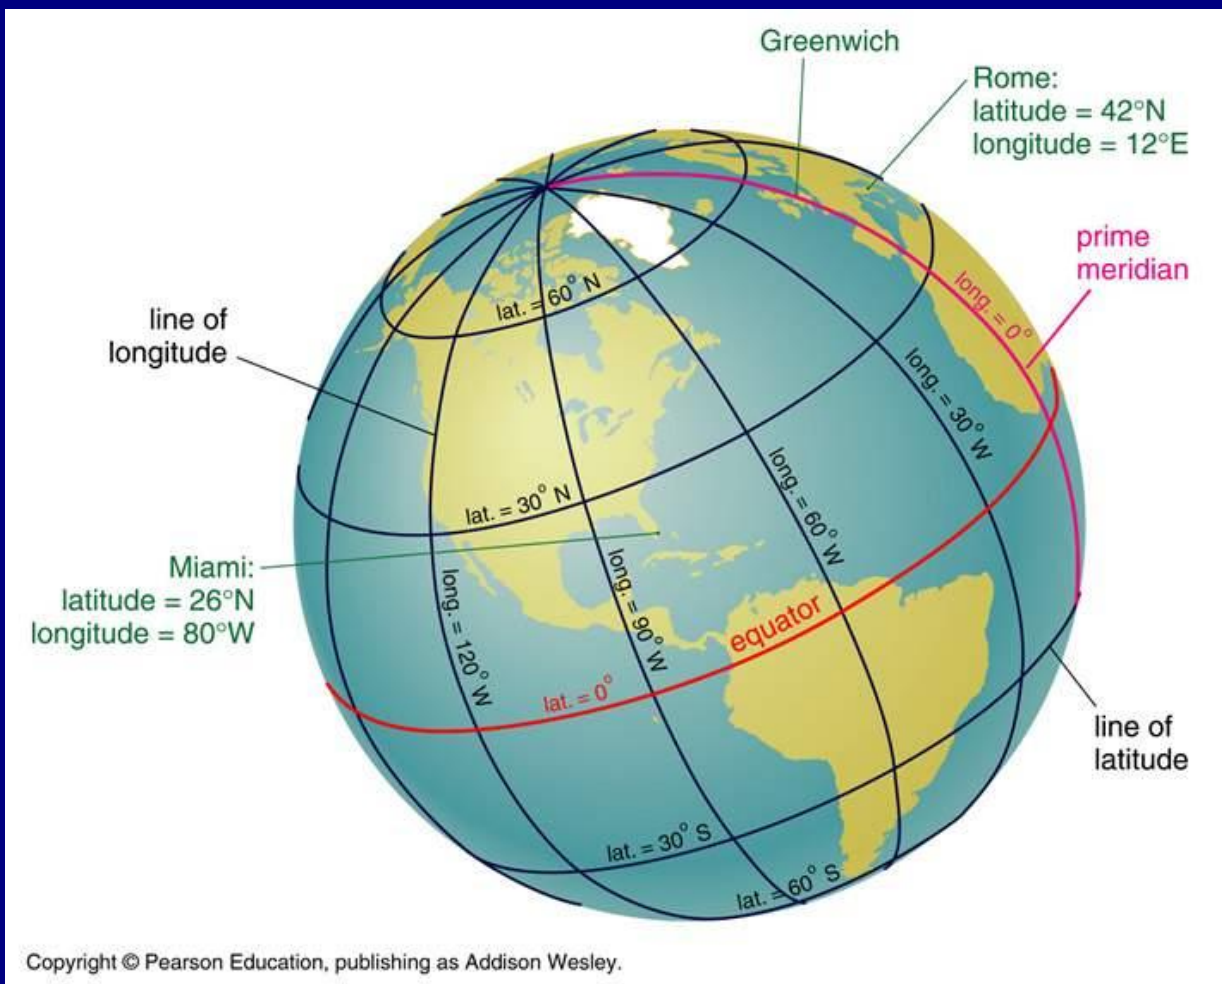 Greenwich
Rome:
latitude = 42°N
longitude = 12°E
prime
meridian
long. = 0°
lat. = 60° N
line of
longitude
long. = 30° W
lat. = 30° N
long. = 60° W
Miami:
latitude = 26°N
longitude = 80°W
long. = 120° W
long. = 90° W
equator
lat. = 0°
line of
latitude
lat. = 30° S
lat. = 60° S
Copyright © Pearson Education, publishing as Addison Wesley.